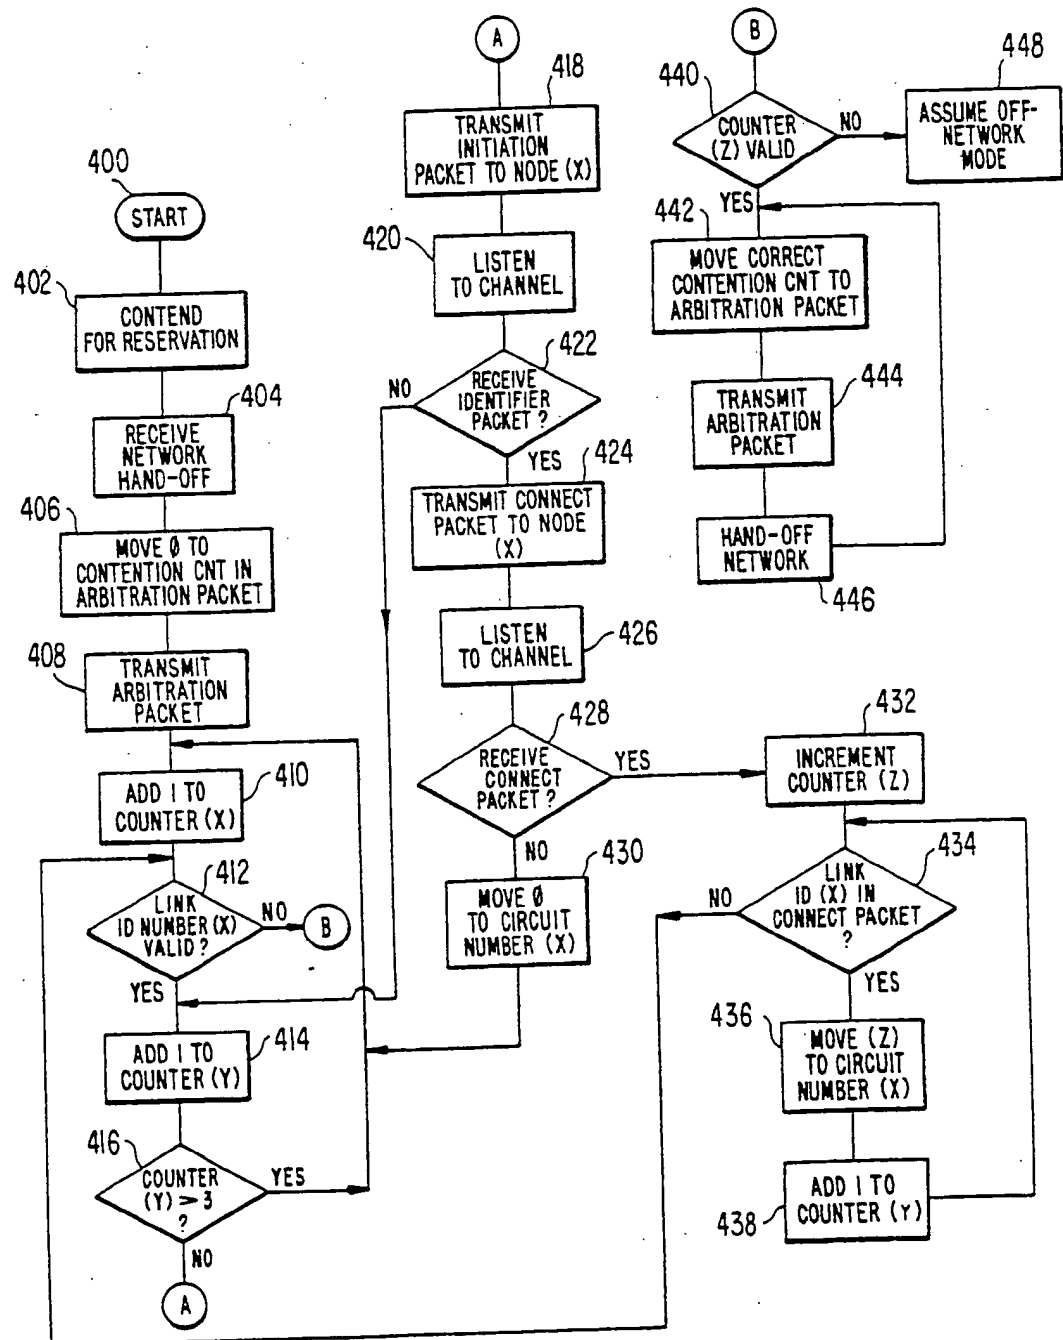 400
START
402
CONTEND
FOR RESERVATION
404
RECEIVE
NETWORK
HAND-OFF
406
MOVE Ø TO
CONTENTION CNT IN
ARBITRATION PACKET
408
TRANSMIT
ARBITRATION
PACKET
410
ADD 1 TO
COUNTER (X)
412
LINK
ID NUMBER (X)
VALID ?
NO
B
YES
414
ADD 1 TO
COUNTER (Y)
416
COUNTER
(Y) ≥ 3
?
YES
NO
A
A
418
TRANSMIT
INITIATION
PACKET TO NODE (X)
420
LISTEN
TO CHANNEL
422
RECEIVE
IDENTIFIER
PACKET ?
NO
YES
424
TRANSMIT CONNECT
PACKET TO NODE
(X)
LISTEN
TO CHANNEL
426
428
RECEIVE
CONNECT
PACKET ?
YES
NO
430
MOVE Ø
TO CIRCUIT
NUMBER (X)
432
INCREMENT
COUNTER (Z)
434
LINK
ID (X) IN
CONNECT PACKET
?
NO
YES
436
MOVE (Z)
TO CIRCUIT
NUMBER (X)
438
ADD 1 TO
COUNTER (Y)
B
440
COUNTER
(Z) VALID
NO
448
ASSUME OFF-
NETWORK
MODE
YES
442
MOVE CORRECT
CONTENTION CNT TO
ARBITRATION PACKET
444
TRANSMIT
ARBITRATION
PACKET
HAND-OFF
NETWORK
446